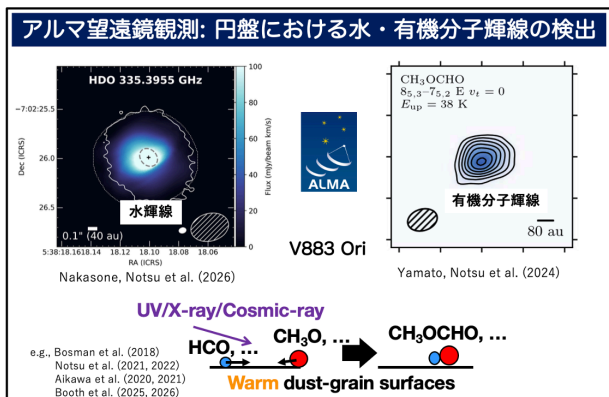 アルマ望遠鏡観測: 円盤における水・有機分子輝線の検出
HDO 335.3955 GHz
-7:02:25.5
26.0
26.5
Dec (ICRS)
水輝線
0.1" (40 au)
5:38:18.16 18.14 18.12 18.10 18.08 18.06
RA (ICRS)
100
80
60
40
20
0
Flux (mJy/beam km/s)
Nakasone, Notsu et al. (2026)
ALMA
V883 Ori
CH₃OCHO
8₅,₃–7₅,₂ E vₜ = 0
Eᵤₚ = 38 K
有機分子輝線
80 au
Yamato, Notsu et al. (2024)
UV/X-ray/Cosmic-ray
HCO, ... CH₃O, ... CH₃OCHO, ...
Warm dust-grain surfaces
e.g., Bosman et al. (2018)
Notsu et al. (2021, 2022)
Aikawa et al. (2020, 2021)
Booth et al. (2025, 2026)